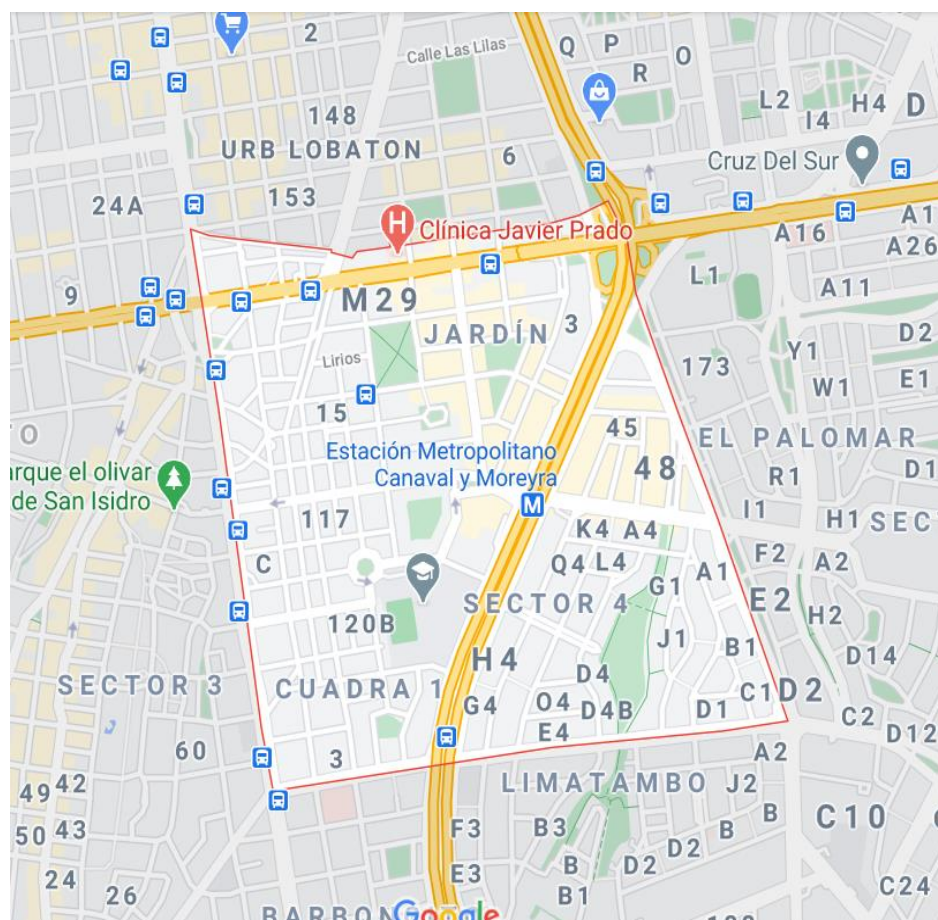 2
Calle Las Lilas
Q
P
O
R
148
L2
H4
D
I4
URB LOBATON
6
Cruz Del Sur
153
24A
H
Clínica Javier Prado
A1
A16
A26
L1
9
M29
A11
JARDÍN
3
D2
Lirios
Y1
173
W1
E1
15
45
EL PALOMAR
Estación Metropolitano
Canaval y Moreyra
48
arque el olivar
de San Isidro
R1
D1
M
117
I1
H1
SEC
K4
A4
F2
A2
C
Q4
L4
G1
A1
SECTOR 4
E2
120B
H2
J1
B1
H4
D14
SECTOR 3
CUADRA 1
D4
C1
D2
G4
O4
D4B
D1
C2
E4
D12
60
3
A2
LIMATAMBO
J2
49
42
B
C10
50
43
F3
B3
B
D2
24
E3
B
D2
C24
26
B1
BARBON
Google